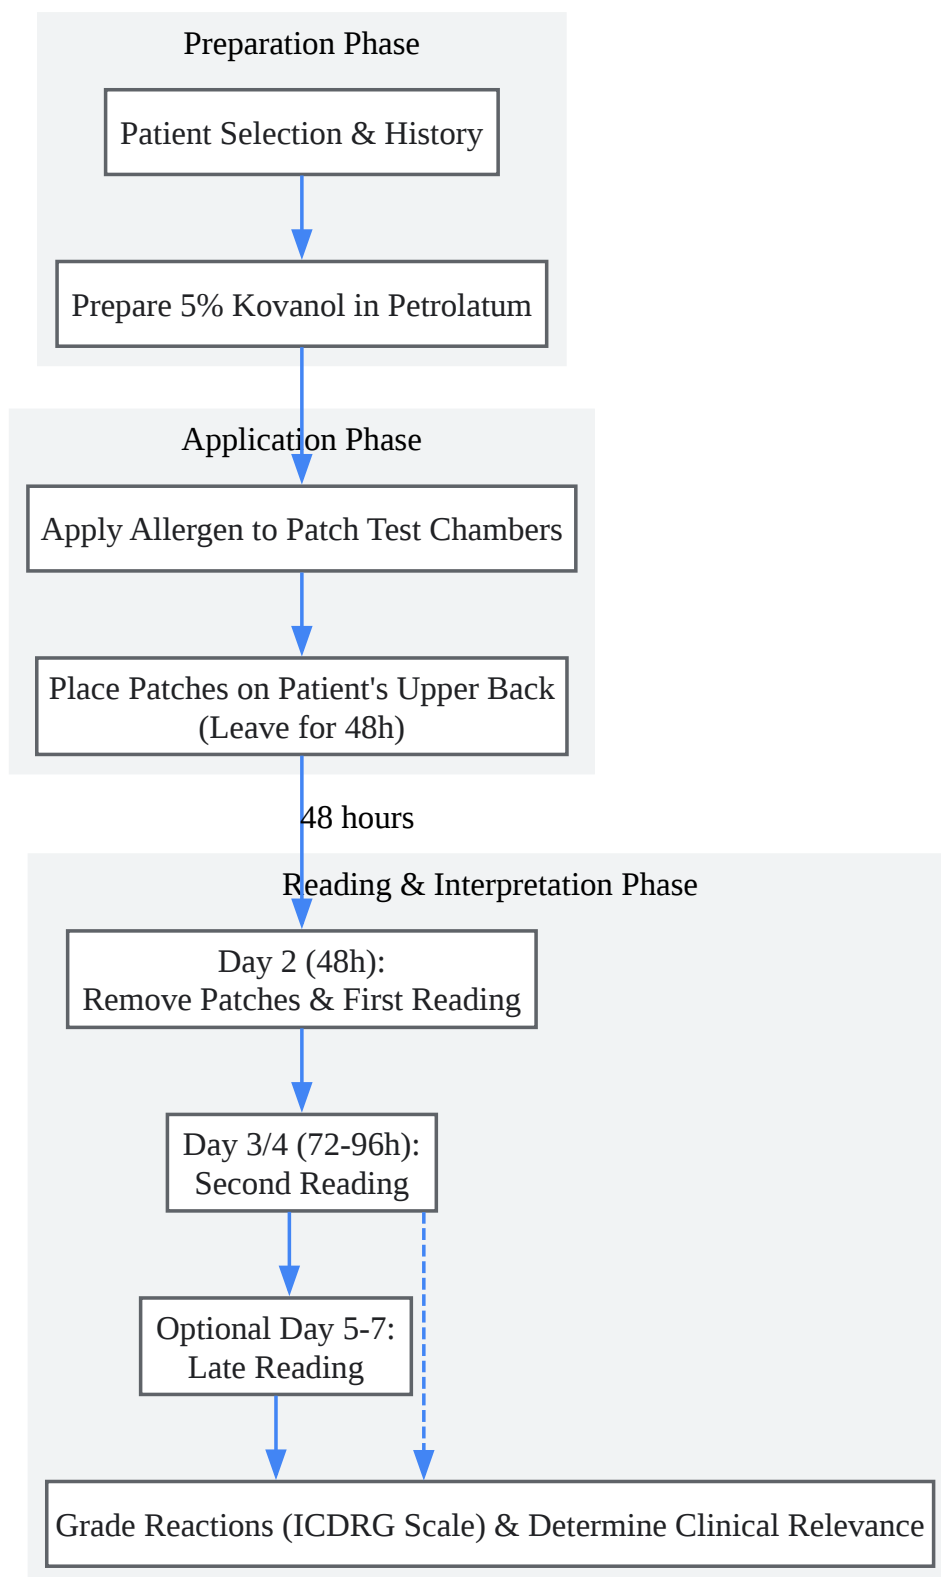 Preparation Phase
Patient Selection & History
Prepare 5% Kovanol in Petrolatum
Application Phase
Apply Allergen to Patch Test Chambers
Place Patches on Patient's Upper Back
(Leave for 48h)
48 hours
Reading & Interpretation Phase
Day 2 (48h):
Remove Patches & First Reading
Day 3/4 (72-96h):
Second Reading
Optional Day 5-7:
Late Reading
Grade Reactions (ICDRG Scale) & Determine Clinical Relevance